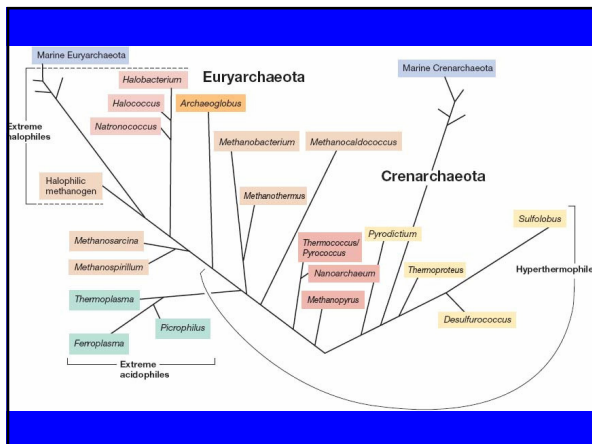 Marine Euryarchaeota
Marine Crenarchaeota
Halobacterium
Euryarchaeota
Halococcus
Archaeoglobus
Natronococcus
Extreme
halophiles
Methanobacterium
Methanocaldococcus
Crenarchaeota
Halophilic
methanogen
Methanothermus
Sulfolobus
Methanosarcina
Thermococcus/
Pyrococcus
Pyrodictium
Methanospirillum
Nanoarchaeum
Thermoproteus
Hyperthermophiles
Thermoplasma
Methanopyrus
Picrophilus
Desulfurococcus
Ferroplasma
Extreme
acidophiles